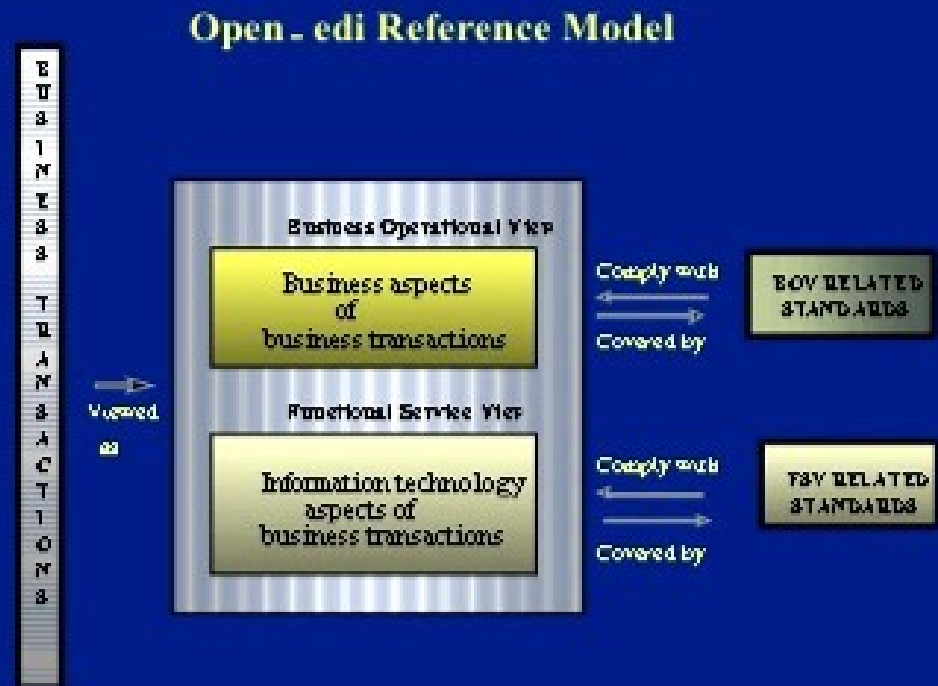 Open - edi Reference Model
BUSINESS TRANSACTIONS
Viewed
as
Business Operational View
Business aspects
of
business transactions
Functional Service View
Information technology
aspects of
business transactions
Comply with
Covered by
BOV RELATED
STANDARDS
Comply with
Covered by
FSV RELATED
STANDARDS